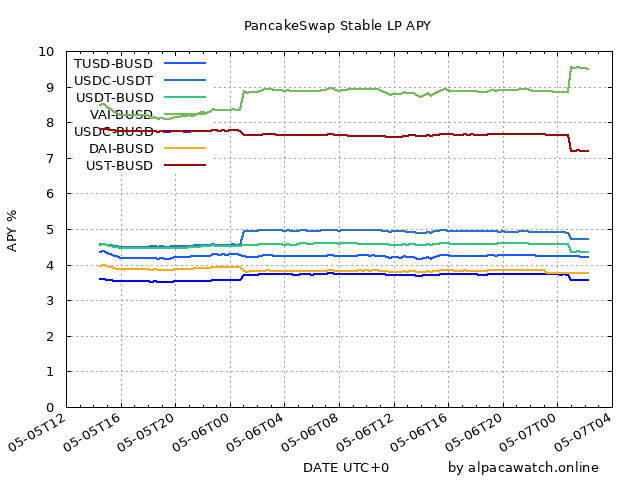 PancakeSwap Stable LP APY
10
9
8
7
6
5
4
3
2
1
0
APY %
TUSD-BUSD
USDC-USDT
USDT-BUSD
VAI-BUSD
USDC-BUSD
DAI-BUSD
UST-BUSD
05-05T12
05-05T16
05-05T20
05-06T00
05-06T04
05-06T08
05-06T12
05-06T16
05-06T20
05-07T00
05-07T04
DATE UTC+0
by alpacawatch.online